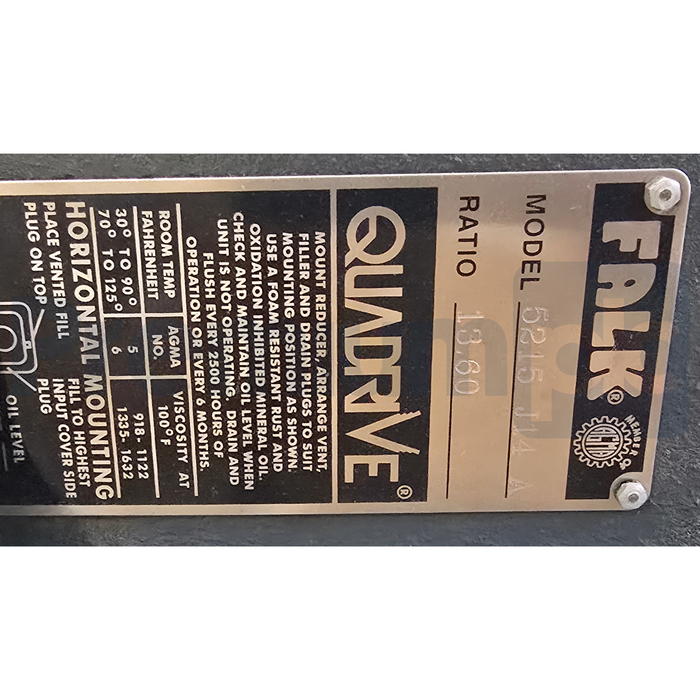 FALK®
MEMBER
AGMA
MODEL 5215 J14 A
RATIO 13.60
QUADRIVE®
MOUNT REDUCER, ARRANGE VENT,
FILLER AND DRAIN PLUGS TO SUIT
MOUNTING POSITION AS SHOWN.
USE A FOAM RESISTANT RUST AND
OXIDATION INHIBITED MINERAL OIL.
CHECK AND MAINTAIN OIL LEVEL WHEN
UNIT IS NOT OPERATING, DRAIN AND
FLUSH EVERY 2500 HOURS OF
OPERATION OR EVERY 6 MONTHS.
ROOM TEMP FAHRENHEIT AGMA NO. VISCOSITY AT 100°F
30° TO 90° 5 918-1122
70° TO 125° 6 1335-1632
HORIZONTAL MOUNTING
PLACE VENTED FILL
PLUG ON TOP
FILL TO HIGHEST
INPUT COVER SIDE
PLUG
OIL LEVEL